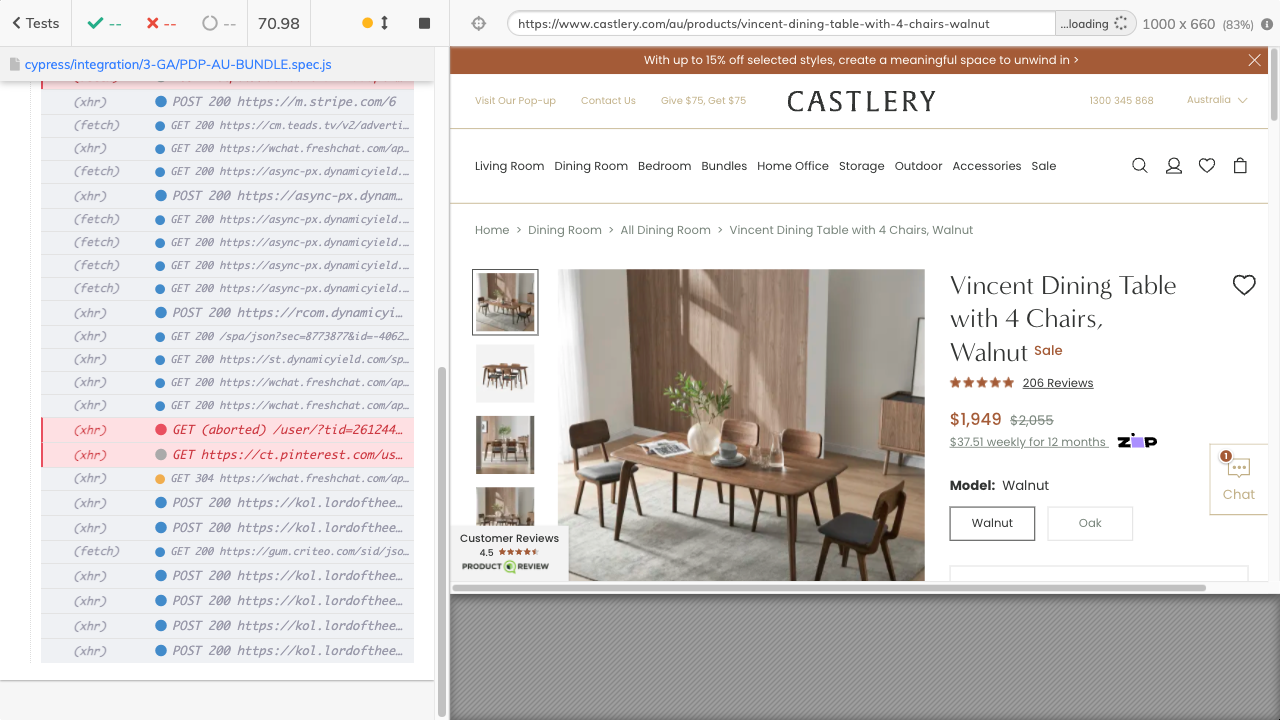 Tests
--
--
--
70.98
https://www.castlery.com/au/products/vincent-dining-table-with-4-chairs-walnut
...loading
1000 x 660 (83%)
cypress/integration/3-GA/PDP-AU-BUNDLE.spec.js
(xhr) POST 200 https://m.stripe.com/6
(fetch) GET 200 https://cm.teads.tv/v2/adverti...
(xhr) GET 200 https://wchat.freshchat.com/ap...
(fetch) GET 200 https://async-px.dynamicyield....
(xhr) POST 200 https://async-px.dynam...
(fetch) GET 200 https://async-px.dynamicyield....
(fetch) GET 200 https://async-px.dynamicyield....
(fetch) GET 200 https://async-px.dynamicyield....
(fetch) GET 200 https://async-px.dynamicyield....
(xhr) POST 200 https://rcom.dynamicyi...
(xhr) GET 200 /spa/json?sec=8773877&id=-4062...
(xhr) GET 200 https://st.dynamicyield.com/sp...
(xhr) GET 200 https://wchat.freshchat.com/ap...
(xhr) GET 200 https://wchat.freshchat.com/ap...
(xhr) GET (aborted) /user/?tid=261244...
(xhr) GET https://ct.pinterest.com/us...
(xhr) GET 304 https://wchat.freshchat.com/ap...
(xhr) POST 200 https://kol.lordofthee...
(xhr) POST 200 https://kol.lordofthee...
(fetch) GET 200 https://gum.criteo.com/sid/jso...
(xhr) POST 200 https://kol.lordofthee...
(xhr) POST 200 https://kol.lordofthee...
(xhr) POST 200 https://kol.lordofthee...
(xhr) POST 200 https://kol.lordofthee...
With up to 15% off selected styles, create a meaningful space to unwind in >
Visit Our Pop-up Contact Us Give $75, Get $75 CASTLERY 1300 345 868 Australia
Living Room Dining Room Bedroom Bundles Home Office Storage Outdoor Accessories Sale
Home > Dining Room > All Dining Room > Vincent Dining Table with 4 Chairs, Walnut
Vincent Dining Table
with 4 Chairs,
Walnut Sale
206 Reviews
$1,949 $2,055
$37.51 weekly for 12 months zip
Model: Walnut
Walnut Oak
1
Chat
Customer Reviews
4.5
PRODUCT REVIEW